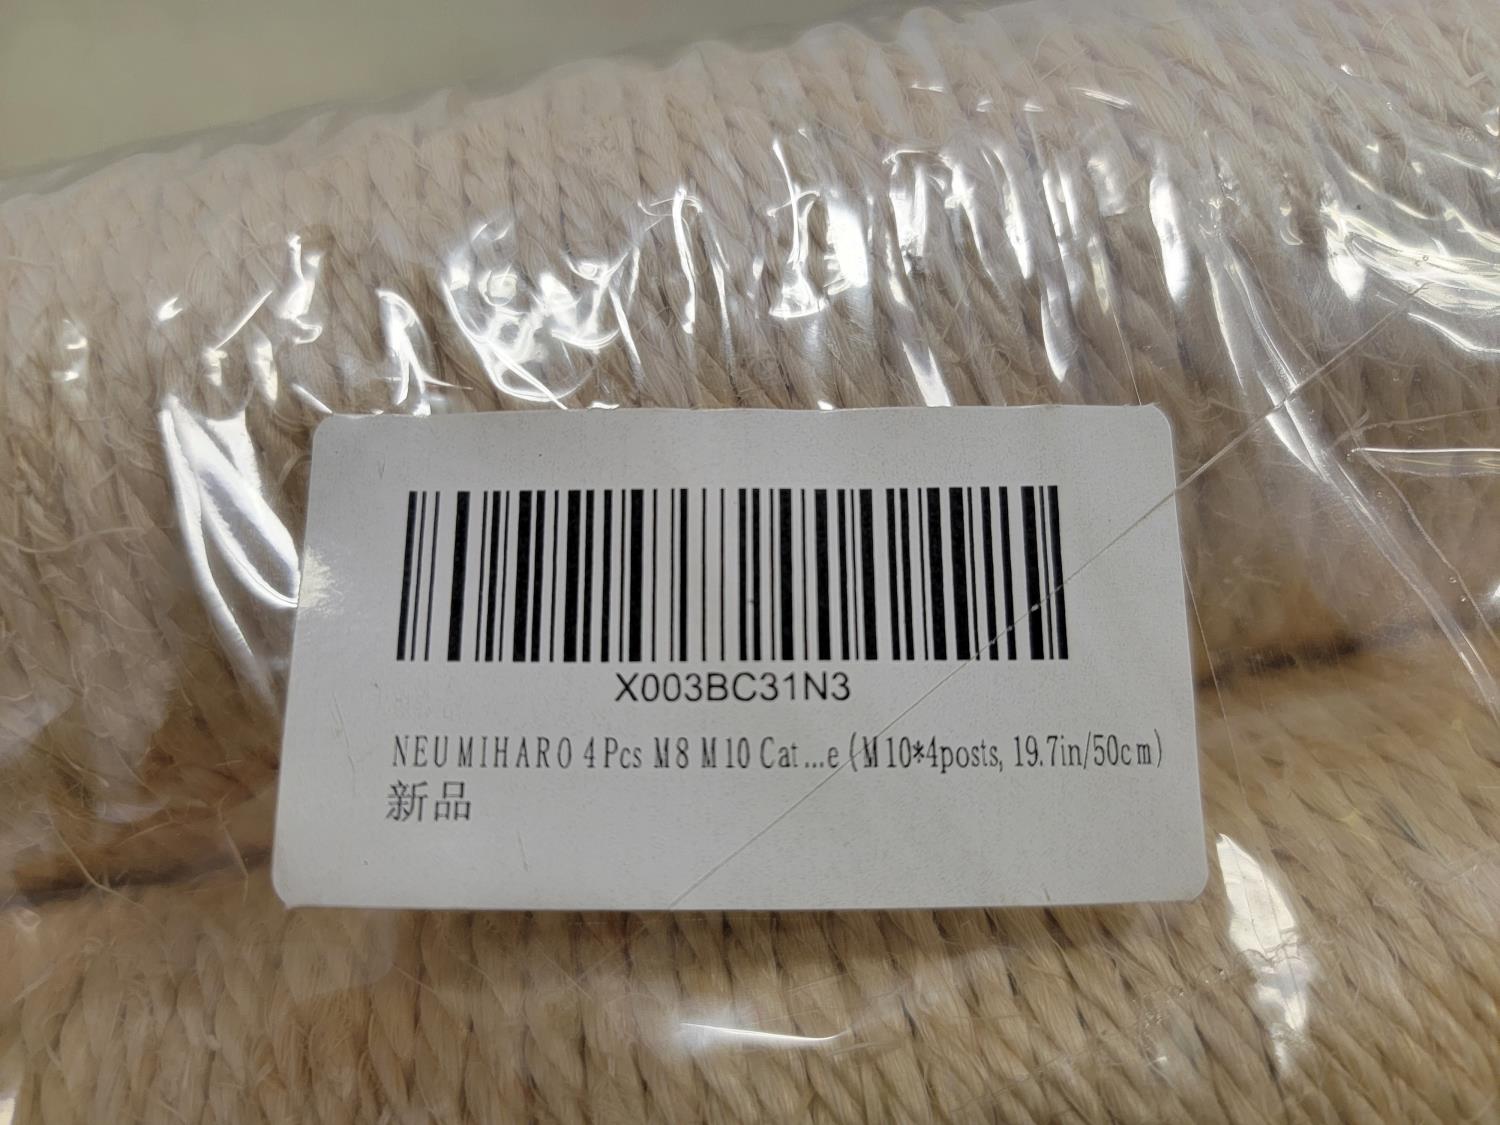 X003BC31N3
NEUMIHARO 4Pcs M8 M10 Cat...e (M10*4posts, 19.7in/50cm)
新品